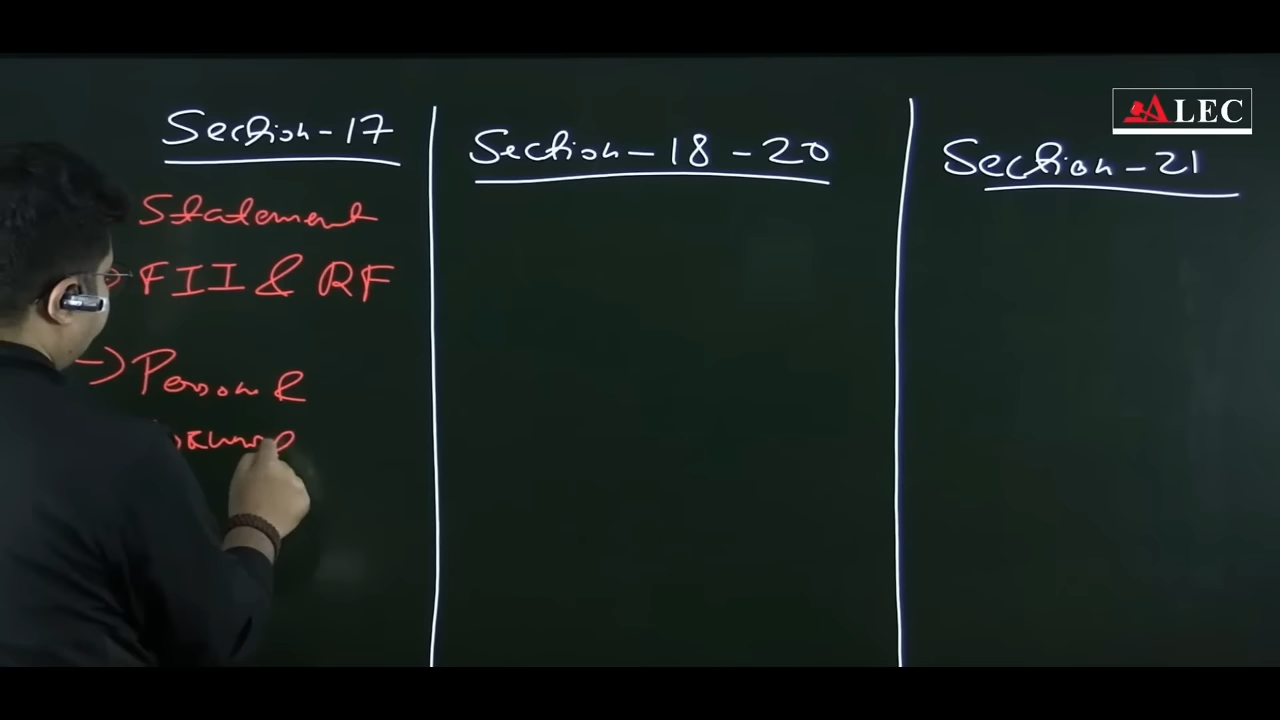 Section-17
Section-18-20
Section-21
ALEC
Statement
FII & RF
→ Person &